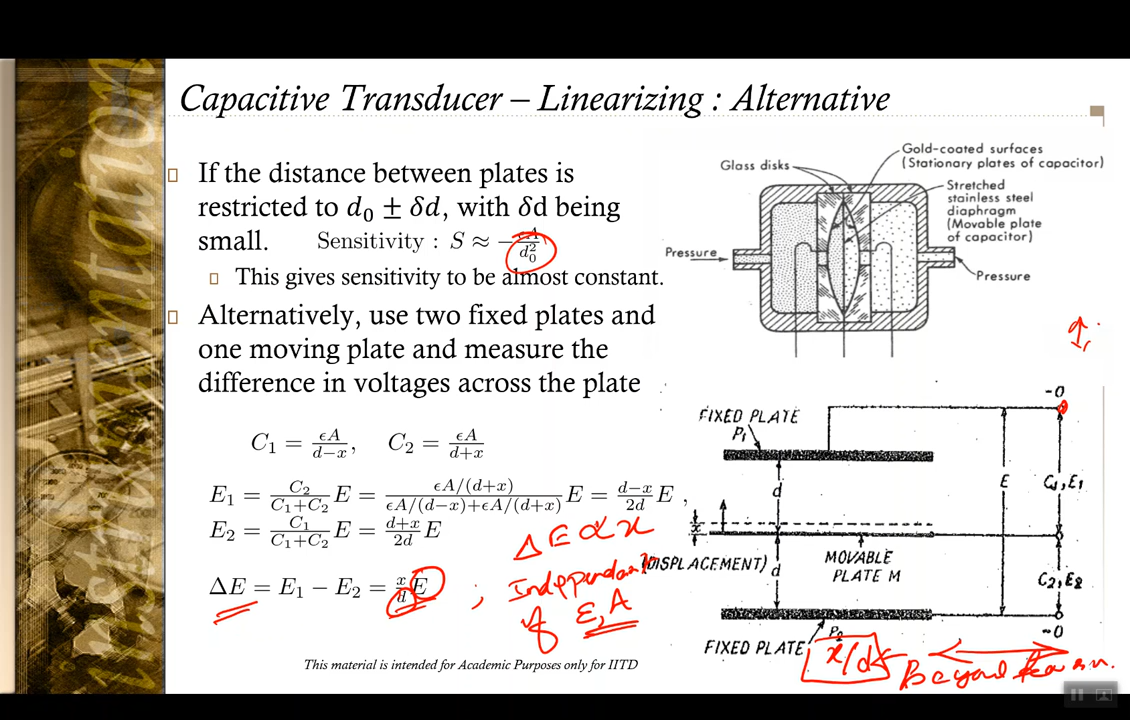 Capacitive Transducer – Linearizing : Alternative
If the distance between plates is
restricted to d₀ ± δd, with δd being
small. Sensitivity : S ≈ −ϵA/d₀²
This gives sensitivity to be almost constant.
Alternatively, use two fixed plates and
one moving plate and measure the
difference in voltages across the plate
C₁ = ϵA/(d−x), C₂ = ϵA/(d+x)
E₁ = C₂/(C₁+C₂) E = (ϵA/(d+x))/(ϵA/(d−x)+ϵA/(d+x)) E = (d−x)/2d E ,
E₂ = C₁/(C₁+C₂) E = (d+x)/2d E
ΔE = E₁ − E₂ = x/d E
ΔE ∝ x
;
Independent
of ε, A
This material is intended for Academic Purposes only for IITD
Glass disks
Gold-coated surfaces
(Stationary plates of capacitor)
Stretched
stainless steel
diaphragm
(Movable plate
of capacitor)
Pressure
Pressure
-O
FIXED PLATE
P₁
d
E
C₁,E₁
x
(DISPLACEMENT)
d
MOVABLE
PLATE M
C₂,E₂
P₂
FIXED PLATE
-O
x/d
Beyond
instrumentation